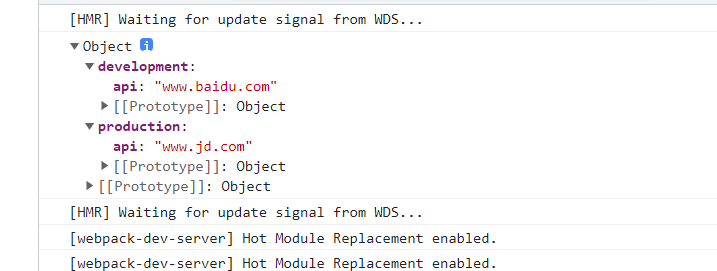 [HMR] Waiting for update signal from WDS...
Object i
development:
api: "www.baidu.com"
[[Prototype]]: Object
production:
api: "www.jd.com"
[[Prototype]]: Object
[[Prototype]]: Object
[HMR] Waiting for update signal from WDS...
[webpack-dev-server] Hot Module Replacement enabled.
[webpack-dev-server] Hot Module Replacement enabled.